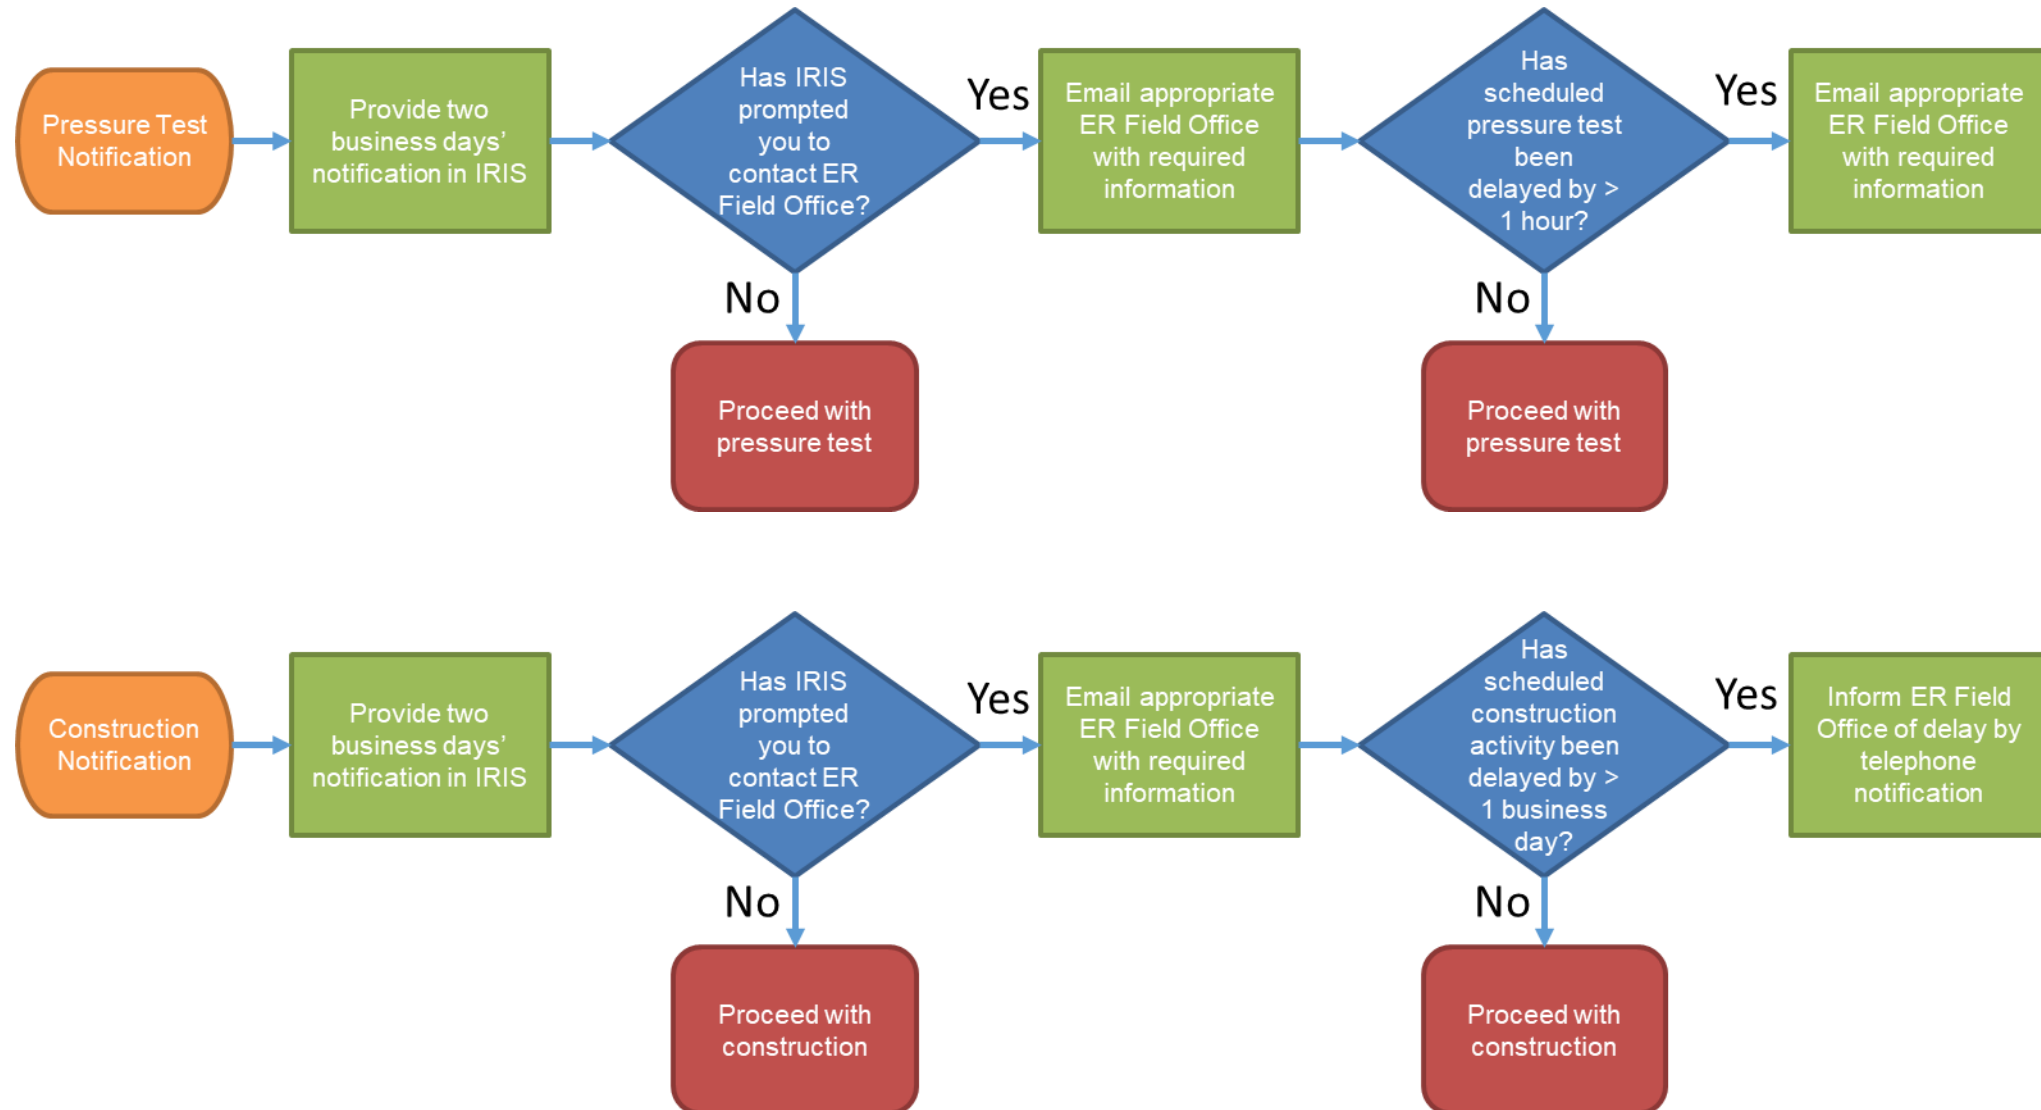 Pressure Test
Notification
Provide two
business days'
notification in IRIS
Has IRIS
prompted
you to
contact ER
Field Office?
Yes
Email appropriate
ER Field Office
with required
information
Has
scheduled
pressure test
been
delayed by >
1 hour?
Yes
Email appropriate
ER Field Office
with required
information
No
Proceed with
pressure test
No
Proceed with
pressure test
Construction
Notification
Provide two
business days'
notification in IRIS
Has IRIS
prompted
you to
contact ER
Field Office?
Yes
Email appropriate
ER Field Office
with required
information
Has
scheduled
construction
activity been
delayed by >
1 business
day?
Yes
Inform ER Field
Office of delay by
telephone
notification
No
Proceed with
construction
No
Proceed with
construction